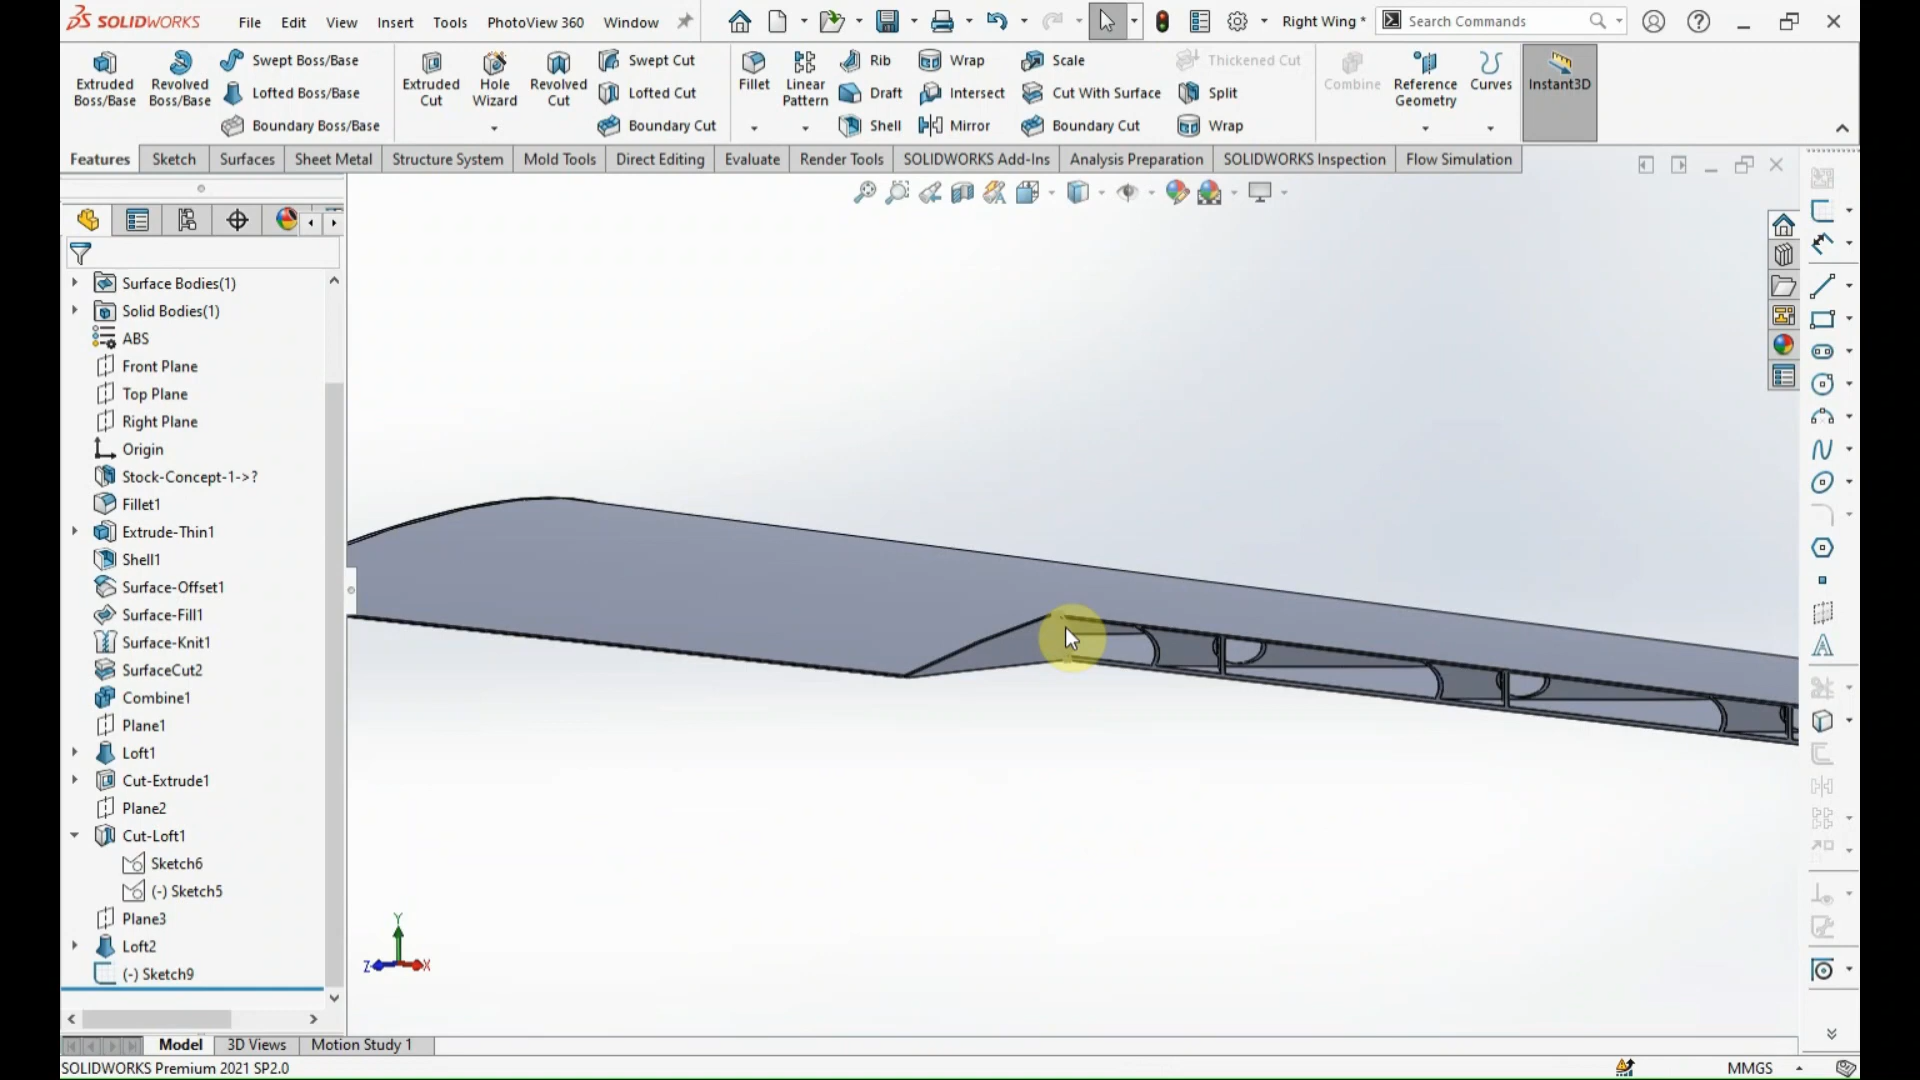 SOLIDWORKS File Edit View Insert Tools PhotoView 360 Window Right Wing * Search Commands
Extruded Boss/Base
Revolved Boss/Base
Swept Boss/Base
Lofted Boss/Base
Boundary Boss/Base
Extruded Cut
Hole Wizard
Revolved Cut
Swept Cut
Lofted Cut
Boundary Cut
Fillet
Linear Pattern
Rib
Draft
Shell
Wrap
Intersect
Mirror
Scale
Cut With Surface
Boundary Cut
Thickened Cut
Split
Wrap
Combine
Reference Geometry
Curves
Instant3D
Features Sketch Surfaces Sheet Metal Structure System Mold Tools Direct Editing Evaluate Render Tools SOLIDWORKS Add-Ins Analysis Preparation SOLIDWORKS Inspection Flow Simulation
Surface Bodies(1)
Solid Bodies(1)
ABS
Front Plane
Top Plane
Right Plane
Origin
Stock-Concept-1->?
Fillet1
Extrude-Thin1
Shell1
Surface-Offset1
Surface-Fill1
Surface-Knit1
SurfaceCut2
Combine1
Plane1
Loft1
Cut-Extrude1
Plane2
Cut-Loft1
Sketch6
(-) Sketch5
Plane3
Loft2
(-) Sketch9
Y
Z X
Model 3D Views Motion Study 1
SOLIDWORKS Premium 2021 SP2.0 MMGS